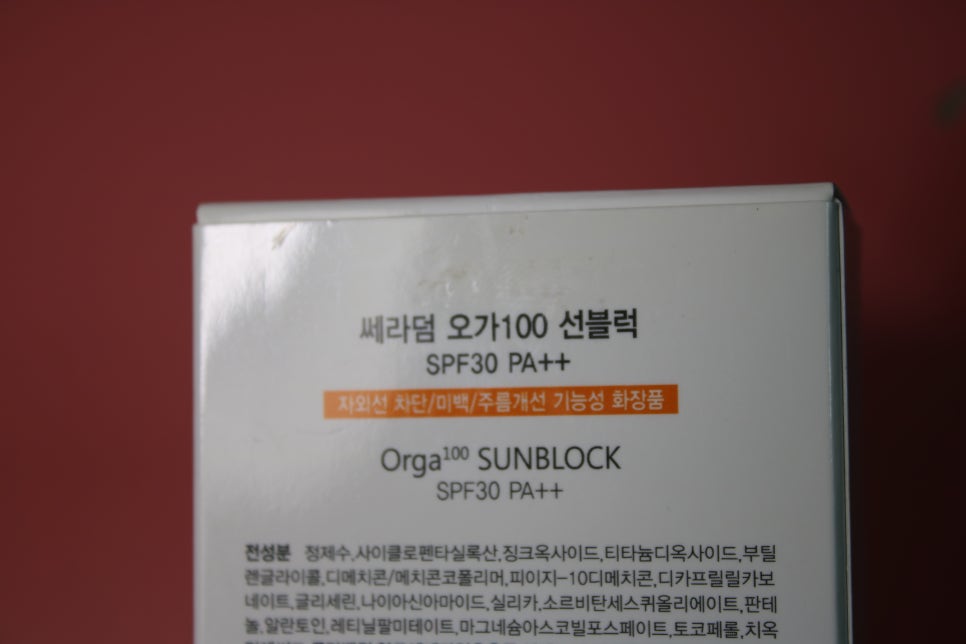 쎄라덤 오가100 선블럭
SPF30 PA++
자외선 차단/미백/주름개선 기능성 화장품
Orga¹⁰⁰ SUNBLOCK
SPF30 PA++
전성분 정제수,사이클로펜타실록산,징크옥사이드,티타늄디옥사이드,부틸
렌글라이콜,디메치콘/메치콘코폴리머,피이지-10디메치콘,디카프릴릴카보
네이트,글리세린,나이아신아마이드,실리카,소르비탄세스퀴올리에이트,판테
놀,알란토인,레티닐팔미테이트,마그네슘아스코빌포스페이트,토코페롤,치옥